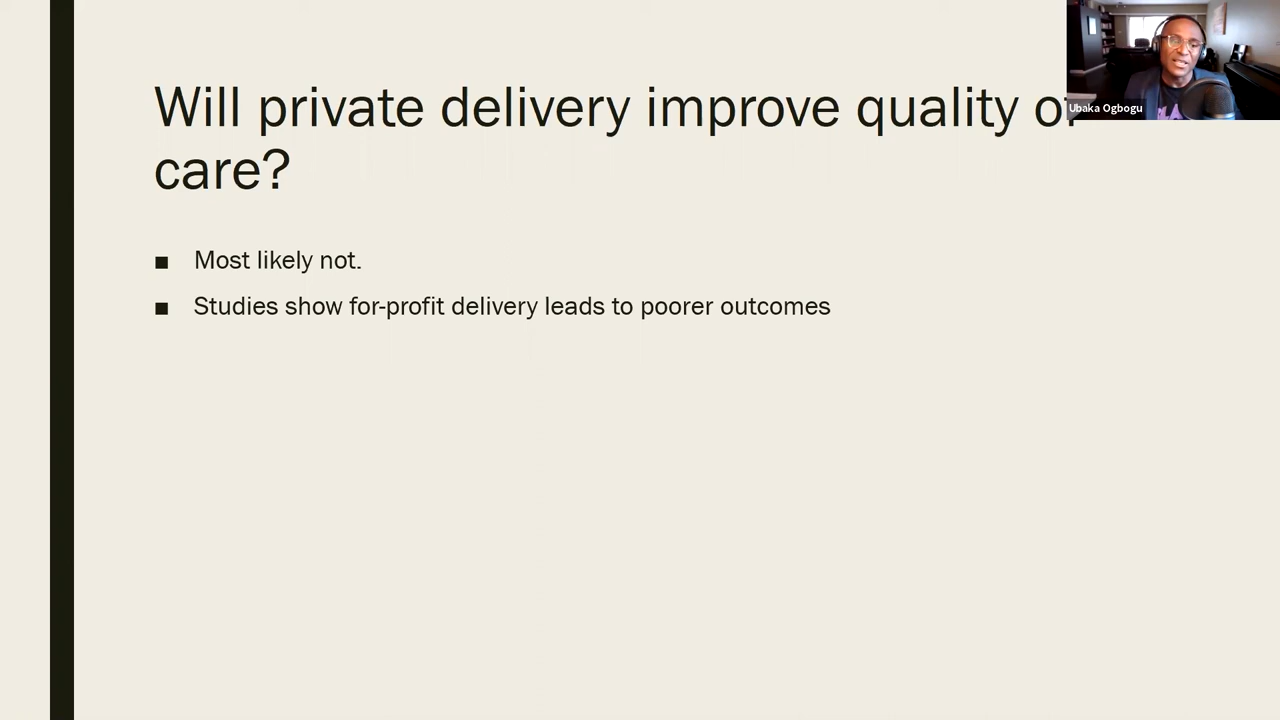 Will private delivery improve quality of
care?
Ubaka Ogbogu
■ Most likely not.
■ Studies show for-profit delivery leads to poorer outcomes